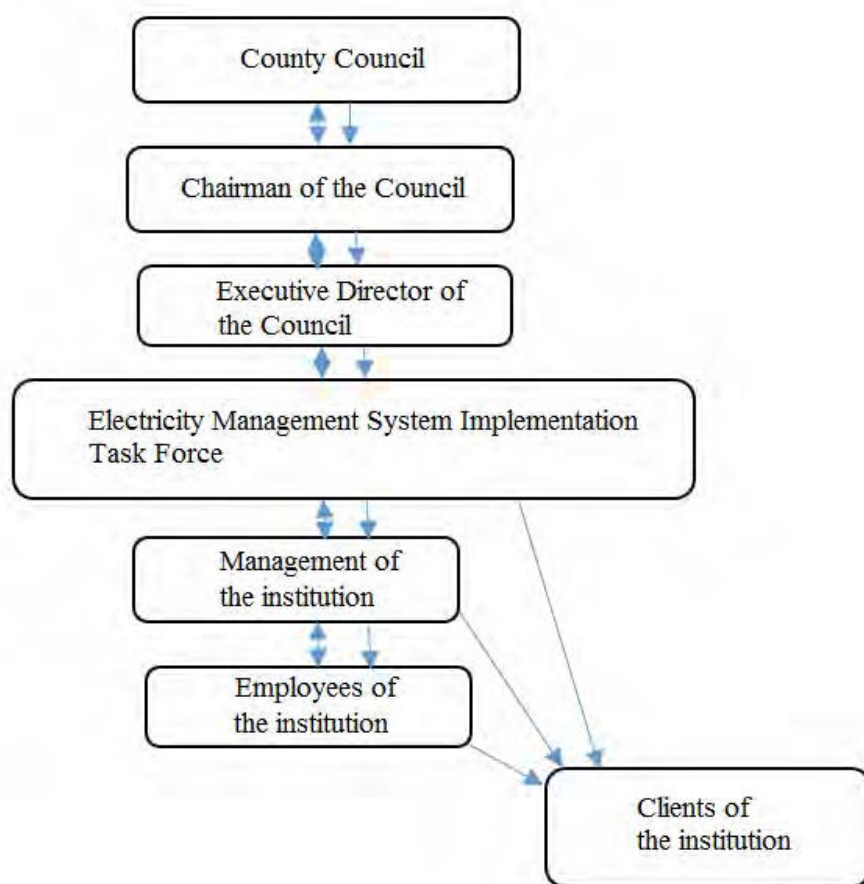 County Council
Chairman of the Council
Executive Director of
the Council
Electricity Management System Implementation
Task Force
Management of
the institution
Employees of
the institution
Clients of
the institution